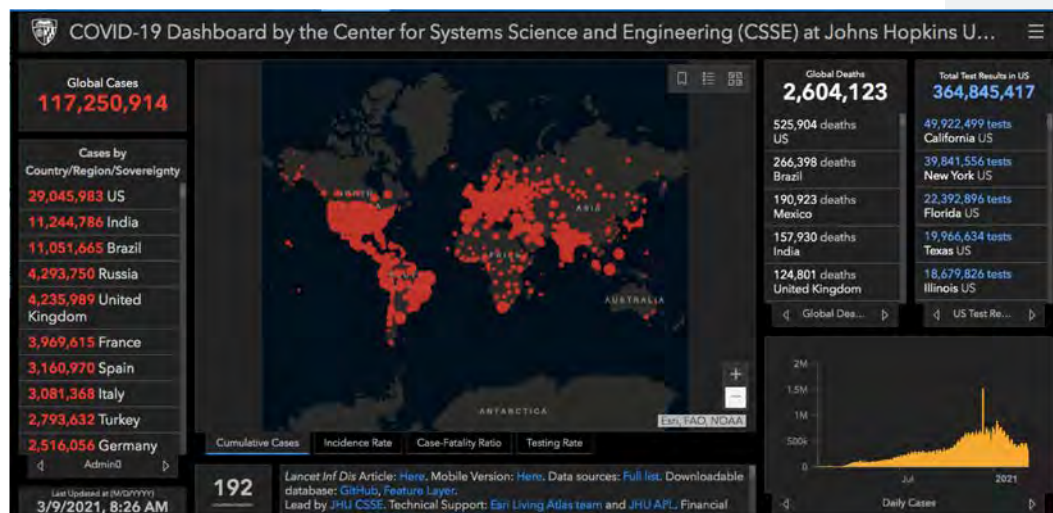 COVID-19 Dashboard by the Center for Systems Science and Engineering (CSSE) at Johns Hopkins U...
Global Cases
117,250,914
Cases by
Country/Region/Sovereignty
29,045,983 US
11,244,786 India
11,051,665 Brazil
4,293,750 Russia
4,235,989 United
Kingdom
3,969,615 France
3,160,970 Spain
3,081,368 Italy
2,793,632 Turkey
2,516,056 Germany
Admin0
Last Updated at (M/D/YYYY)
3/9/2021, 8:26 AM
ASIA
AFRICA
AUSTRALIA
ANTARCTICA
+
−
Esri, FAO, NOAA
Cumulative Cases
Incidence Rate
Case-Fatality Ratio
Testing Rate
192
Lancet Inf Dis Article: Here. Mobile Version: Here. Data sources: Full list. Downloadable
database: GitHub, Feature Layer.
Lead by JHU CSSE. Technical Support: Esri Living Atlas team and JHU APL. Financial
Global Deaths
2,604,123
525,904 deaths
US
266,398 deaths
Brazil
190,923 deaths
Mexico
157,930 deaths
India
124,801 deaths
United Kingdom
Global Dea...
Total Test Results in US
364,845,417
49,922,499 tests
California US
39,841,556 tests
New York US
22,392,896 tests
Florida US
19,966,634 tests
Texas US
18,679,826 tests
Illinois US
US Test Re...
2M
1.5M
1M
500k
0
Jul
2021
Daily Cases